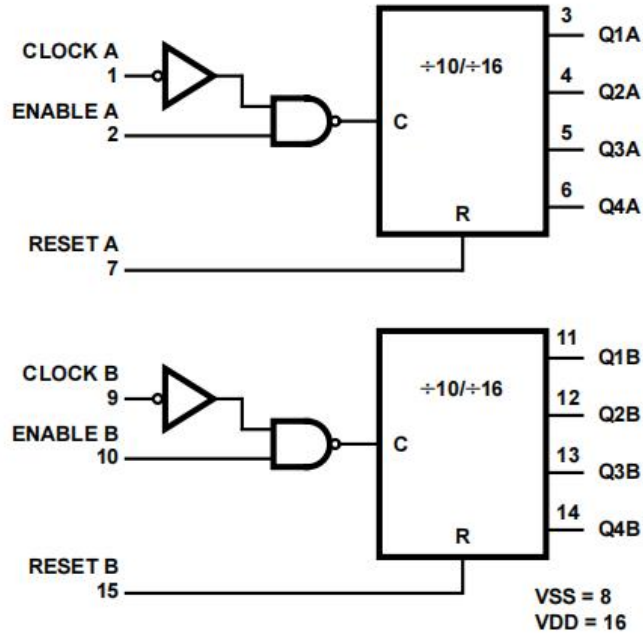 CLOCK A
1
ENABLE A
2
RESET A
7
÷10/÷16
C
R
3
Q1A
4
Q2A
5
Q3A
6
Q4A
CLOCK B
9
ENABLE B
10
RESET B
15
÷10/÷16
C
R
11
Q1B
12
Q2B
13
Q3B
14
Q4B
VSS = 8
VDD = 16